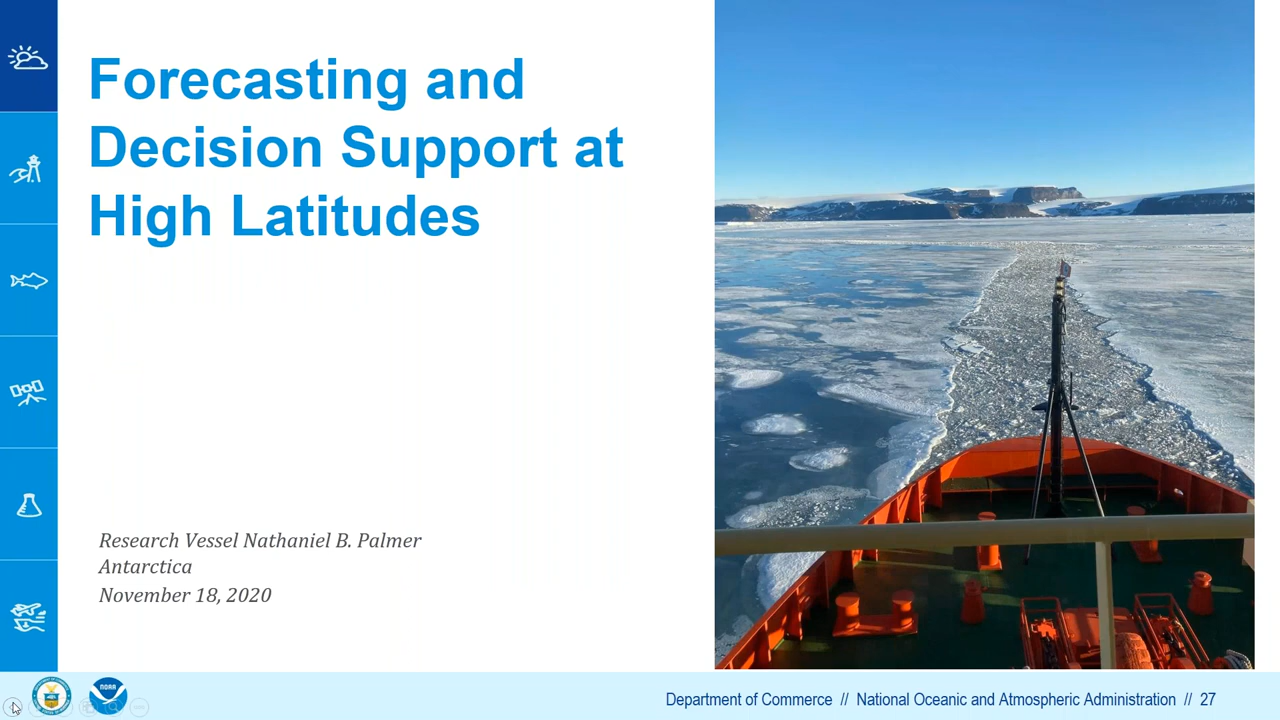 Forecasting and
Decision Support at
High Latitudes
Research Vessel Nathaniel B. Palmer
Antarctica
November 18, 2020
NOAA
Department of Commerce // National Oceanic and Atmospheric Administration // 27